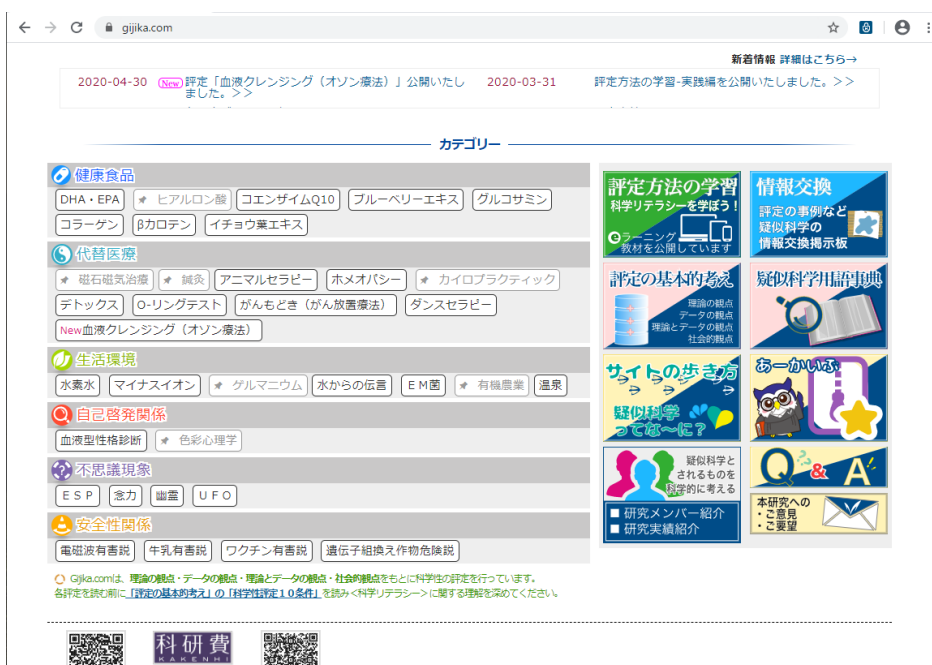 gijika.com
新着情報 詳細はこちら→
2020-04-30 New 評定「血液クレンジング(オゾン療法)」公開いたし
ました。>>
2020-03-31 評定方法の学習-実践編を公開いたしました。>>
カテゴリー
健康食品
DHA・EPA ヒアルロン酸 コエンザイムQ10 ブルーベリーエキス グルコサミン
コラーゲン βカロテン イチョウ葉エキス
代替医療
磁石磁気治療 鍼灸 アニマルセラピー ホメオパシー カイロプラクティック
デトックス O-リングテスト がんもどき(がん放置療法) ダンスセラピー
New血液クレンジング(オゾン療法)
生活環境
水素水 マイナスイオン ゲルマニウム 水からの伝言 EM菌 有機農業 温泉
自己啓発関係
血液型性格診断 色彩心理学
不思議現象
ESP 念力 幽霊 UFO
安全性関係
電磁波有害説 牛乳有害説 ワクチン有害説 遺伝子組換え作物危険説
Gijika.comは、理論の観点・データの観点・理論とデータの観点・社会的観点をもとに科学性の評定を行っています。
各評定を読む前に「評定の基本的考え」の「科学性評定10条件」を読み<科学リテラシー>に関する理解を深めてください。
評定方法の学習
科学リテラシーを学ぼう!
eラーニング
教材を公開しています
情報交換
評定の事例など
疑似科学の
情報交換掲示板
評定の基本的考え
理論の観点
データの観点
理論とデータの観点
社会的観点
疑似科学用語事典
サイトの歩き方
疑似科学
ってな~に?
あーかいぶ
疑似科学と
されるものを
科学的に考える
■ 研究メンバー紹介
■ 研究実績紹介
Q & A
本研究への
・ご意見
・ご要望
科研費
KAKENHI